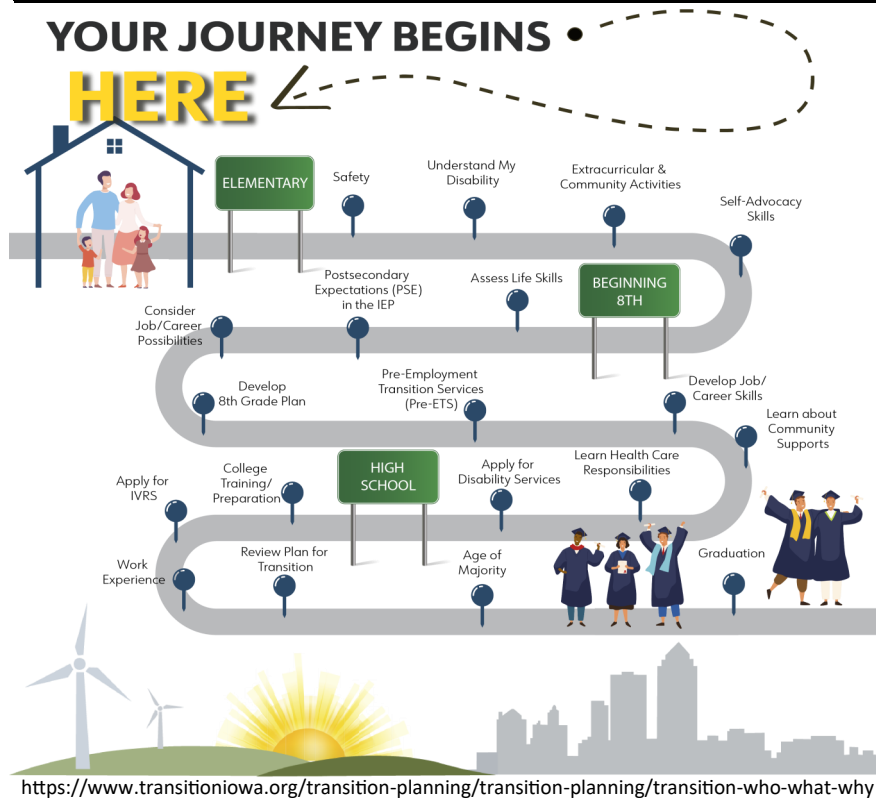 YOUR JOURNEY BEGINS
HERE
ELEMENTARY
Safety
Understand My
Disability
Extracurricular &
Community Activities
Self-Advocacy
Skills
BEGINNING
8TH
Assess Life Skills
Postsecondary
Expectations (PSE)
in the IEP
Consider
Job/Career
Possibilities
Develop
8th Grade Plan
Pre-Employment
Transition Services
(Pre-ETS)
Develop Job/
Career Skills
Learn about
Community
Supports
Learn Health Care
Responsibilities
Apply for
Disability Services
HIGH
SCHOOL
College
Training/
Preparation
Apply for
IVRS
Work
Experience
Review Plan for
Transition
Age of
Majority
Graduation
https://www.transitioniowa.org/transition-planning/transition-planning/transition-who-what-why